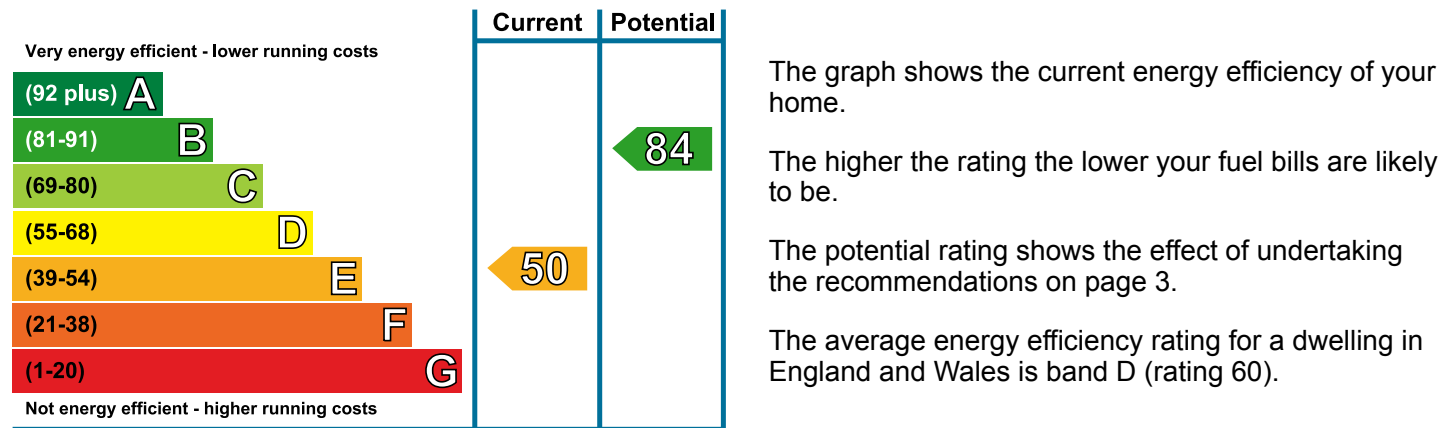 Current Potential
Very energy efficient - lower running costs
(92 plus) A
(81-91) B
84
(69-80) C
(55-68) D
(39-54) E
50
(21-38) F
(1-20) G
Not energy efficient - higher running costs
The graph shows the current energy efficiency of your
home.
The higher the rating the lower your fuel bills are likely
to be.
The potential rating shows the effect of undertaking
the recommendations on page 3.
The average energy efficiency rating for a dwelling in
England and Wales is band D (rating 60).